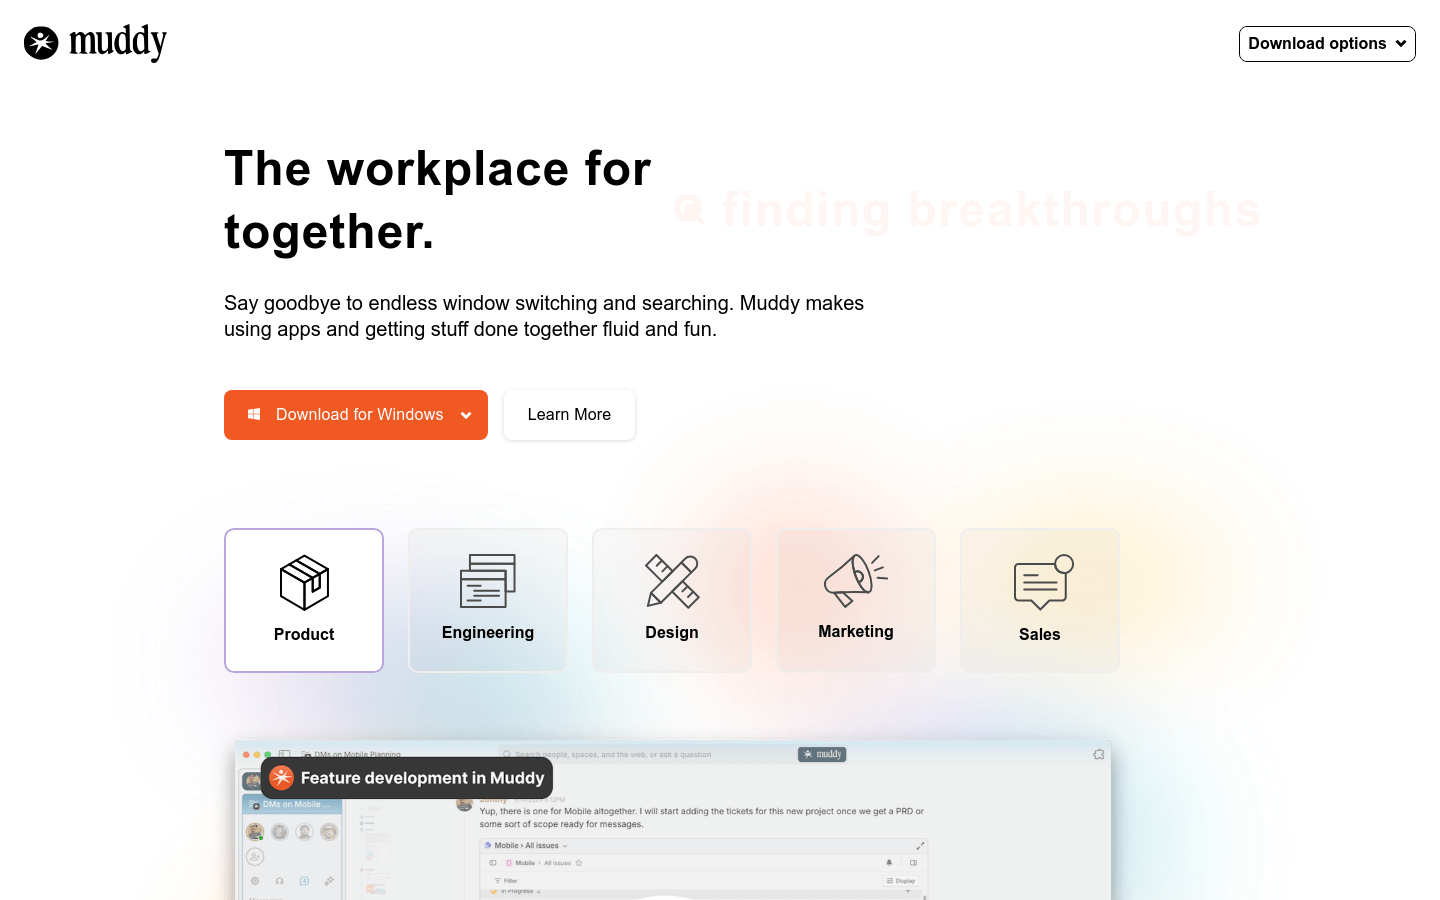 muddy
Download options
The workplace for
together.
finding breakthroughs
Say goodbye to endless window switching and searching. Muddy makes
using apps and getting stuff done together fluid and fun.
Download for Windows
Learn More
Product
Engineering
Design
Marketing
Sales
DMs on Mobile Planning
Search people, spaces, and the web, or ask a question
muddy
Feature development in Muddy
DMs on Mobile ...
Jimmy
Yup, there is one for Mobile altogether. I will start adding the tickets for this new project once we get a PRD or
some sort of scope ready for messages.
Mobile › All issues
Mobile › All issues
Filter
Display
In Progress 2